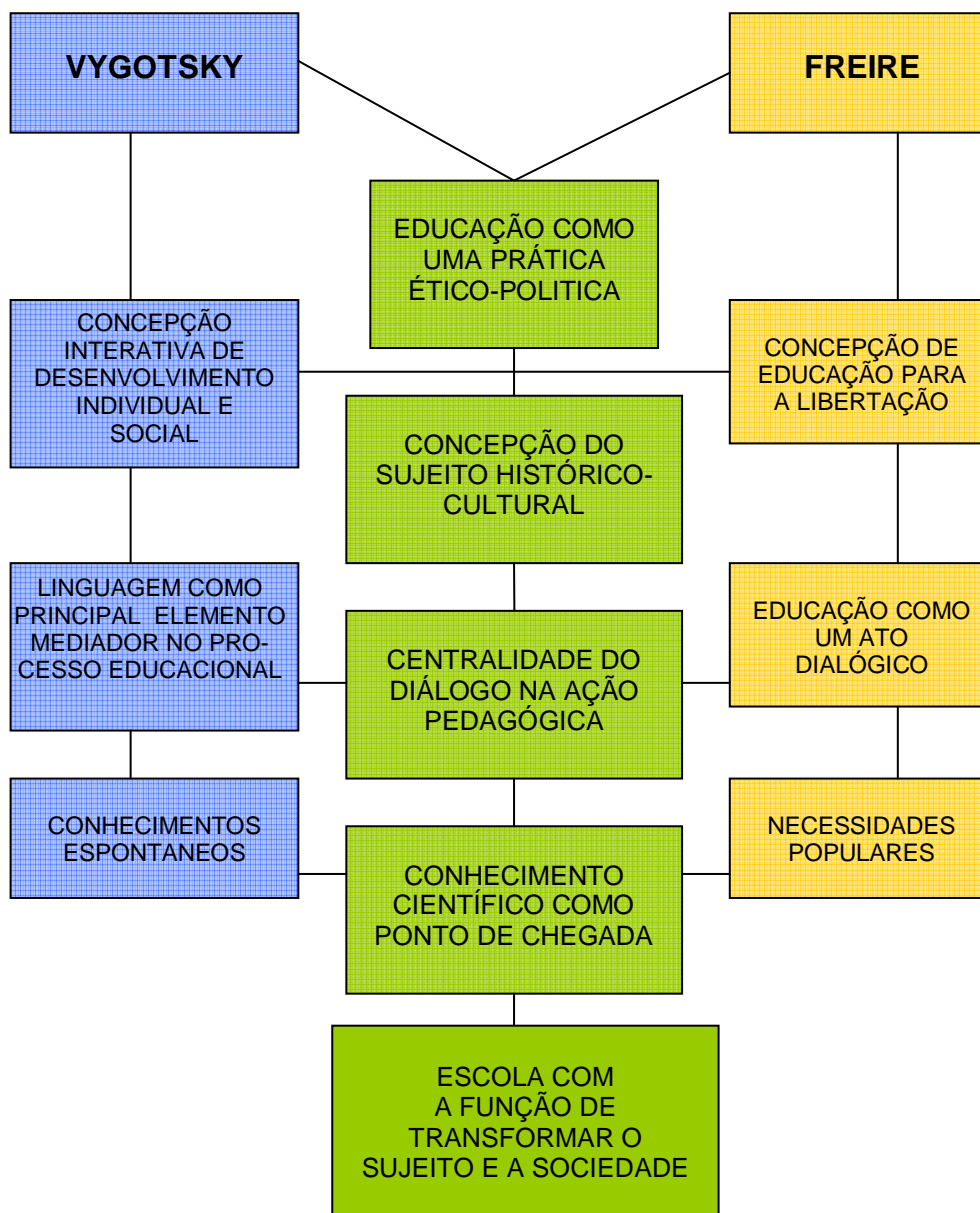 VYGOTSKY
FREIRE
EDUCAÇÃO COMO
UMA PRÁTICA
ÉTICO-POLITICA
CONCEPÇÃO
INTERATIVA DE
DESENVOLVIMENTO
INDIVIDUAL E
SOCIAL
CONCEPÇÃO DE
EDUCAÇÃO PARA
A LIBERTAÇÃO
CONCEPÇÃO DO
SUJEITO HISTÓRICO-
CULTURAL
LINGUAGEM COMO
PRINCIPAL ELEMENTO
MEDIADOR NO PRO-
CESSO EDUCACIONAL
EDUCAÇÃO COMO
UM ATO
DIALÓGICO
CENTRALIDADE DO
DIÁLOGO NA AÇÃO
PEDAGÓGICA
CONHECIMENTOS
ESPONTANEOS
NECESSIDADES
POPULARES
CONHECIMENTO
CIENTÍFICO COMO
PONTO DE CHEGADA
ESCOLA COM
A FUNÇÃO DE
TRANSFORMAR O
SUJEITO E A SOCIEDADE